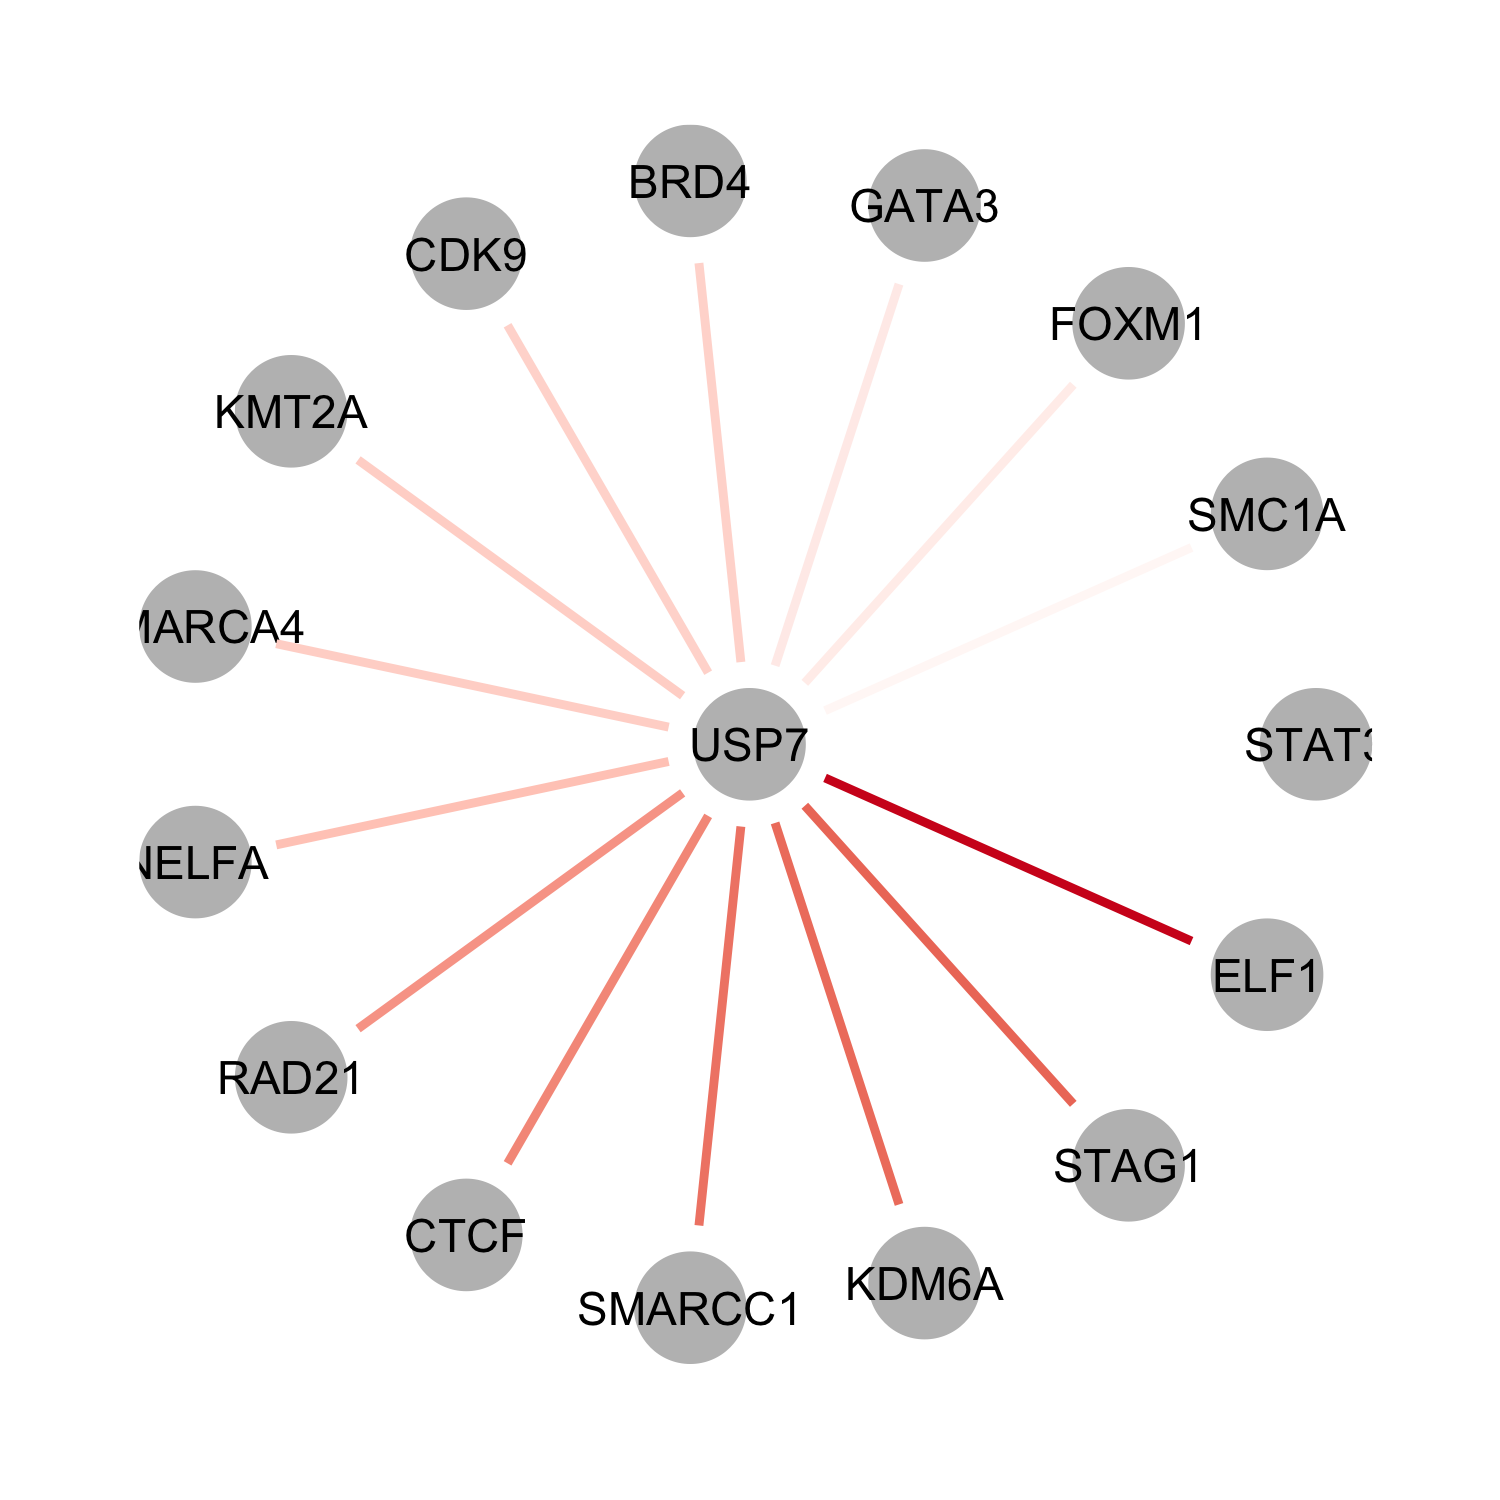 BRD4
GATA3
CDK9
FOXM1
KMT2A
SMC1A
MARCA4
USP7
STAT3
NELFA
ELF1
RAD21
STAG1
CTCF
KDM6A
SMARCC1